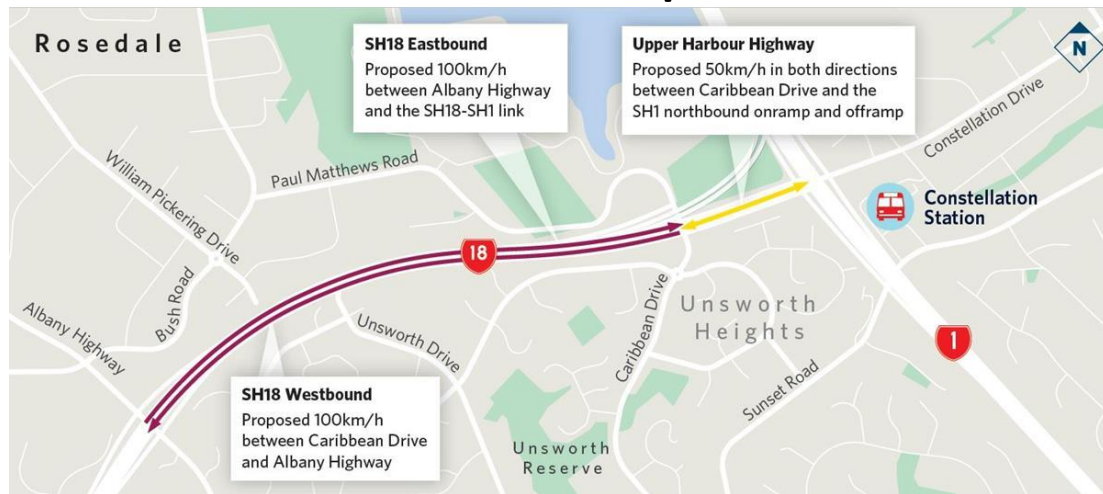 Rosedale
SH18 Eastbound
Proposed 100km/h
between Albany Highway
and the SH18-SH1 link
Upper Harbour Highway
Proposed 50km/h in both directions
between Caribbean Drive and the
SH1 northbound onramp and offramp
N
Constellation Drive
Paul Matthews Road
William Pickering Drive
Constellation
Station
18
Bush Road
Albany Highway
Unsworth Drive
Caribbean Drive
Unsworth
Heights
1
Sunset Road
SH18 Westbound
Proposed 100km/h
between Caribbean Drive
and Albany Highway
Unsworth
Reserve